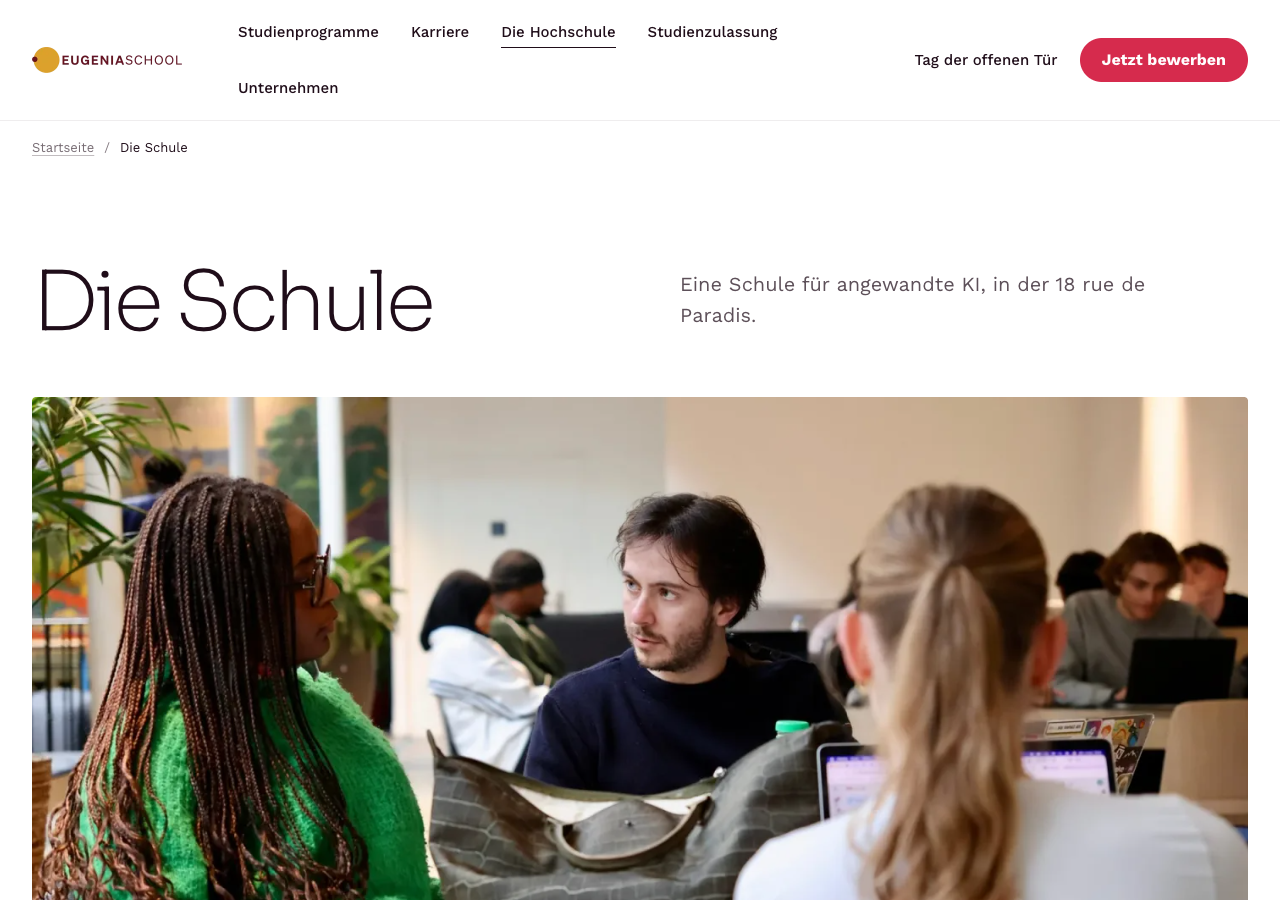 EUGENIASCHOOL
Studienprogramme
Karriere
Die Hochschule
Studienzulassung
Unternehmen
Tag der offenen Tür
Jetzt bewerben
Startseite / Die Schule
Die Schule
Eine Schule für angewandte KI, in der 18 rue de
Paradis.